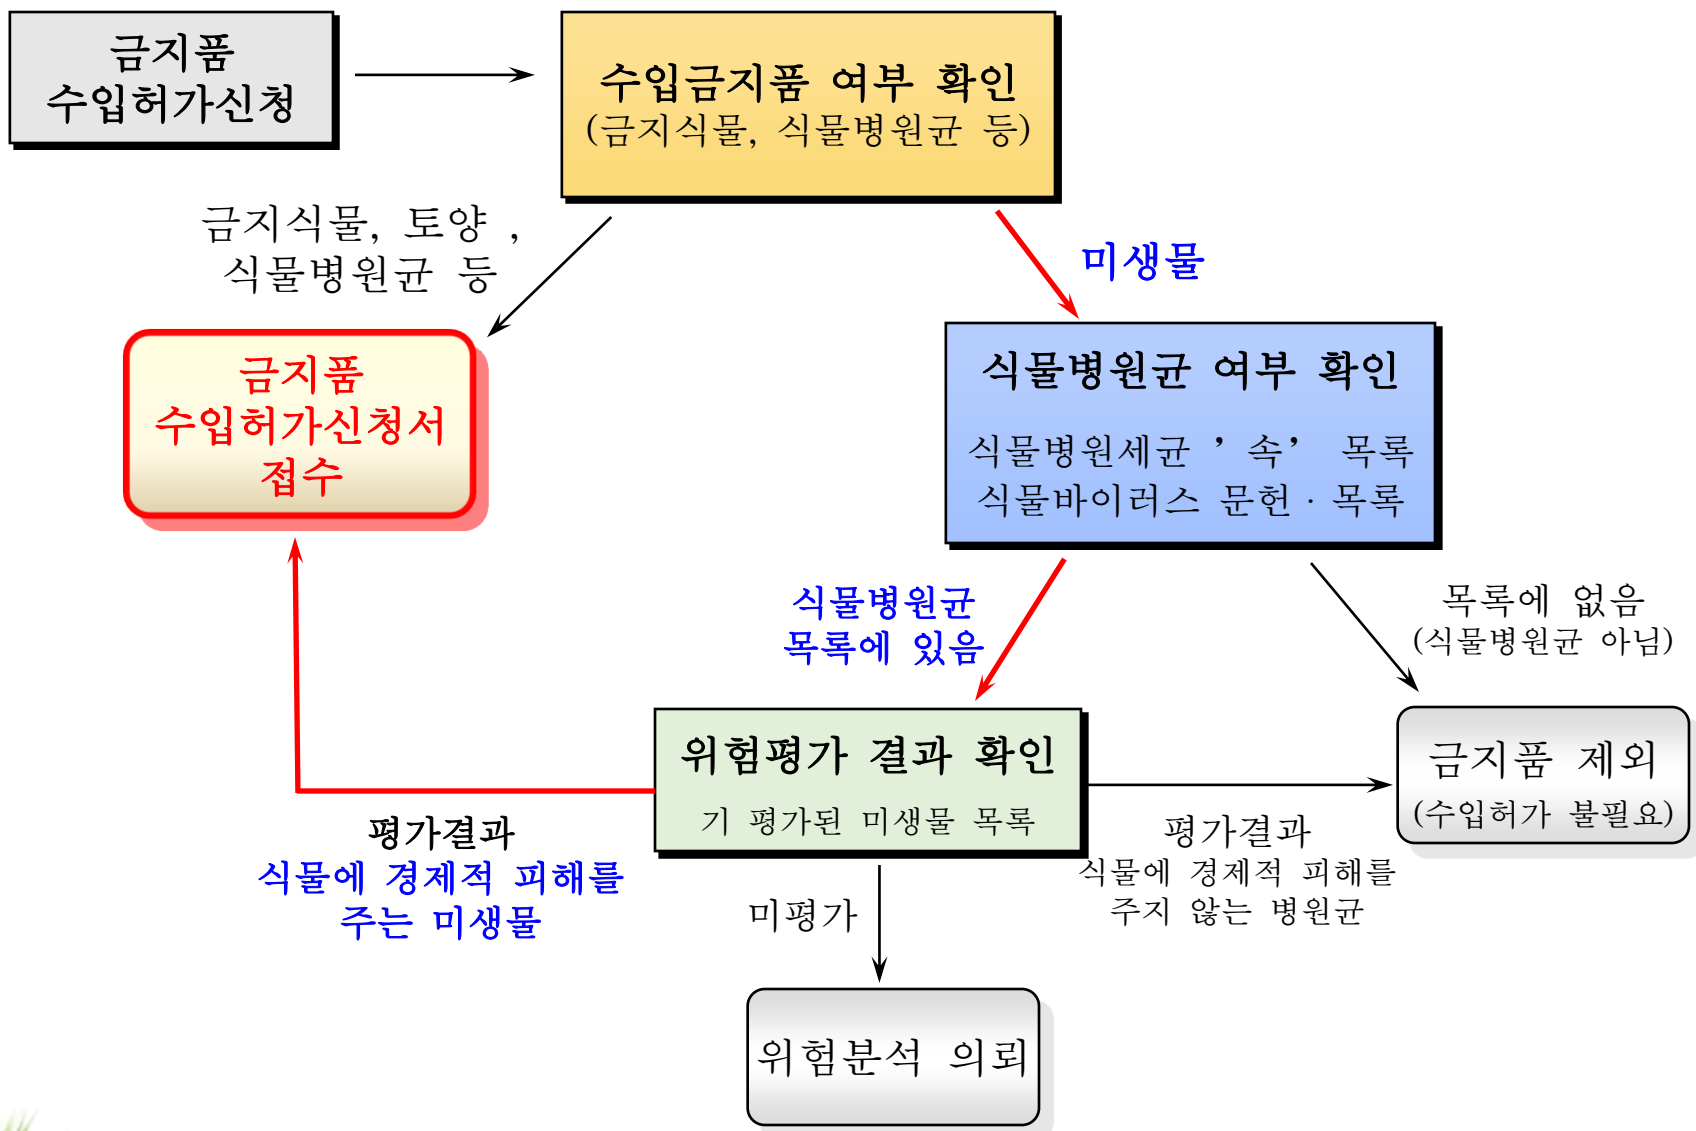 금지품
수입허가신청
수입금지품 여부 확인
(금지식물, 식물병원균 등)
금지식물, 토양 ,
식물병원균 등
미생물
금지품
수입허가신청서
접수
식물병원균 여부 확인
식물병원세균 ’속’ 목록
식물바이러스 문헌·목록
식물병원균
목록에 있음
목록에 없음
(식물병원균 아님)
위험평가 결과 확인
기 평가된 미생물 목록
금지품 제외
(수입허가 불필요)
평가결과
식물에 경제적 피해를
주는 미생물
평가결과
식물에 경제적 피해를
주지 않는 병원균
미평가
위험분석 의뢰